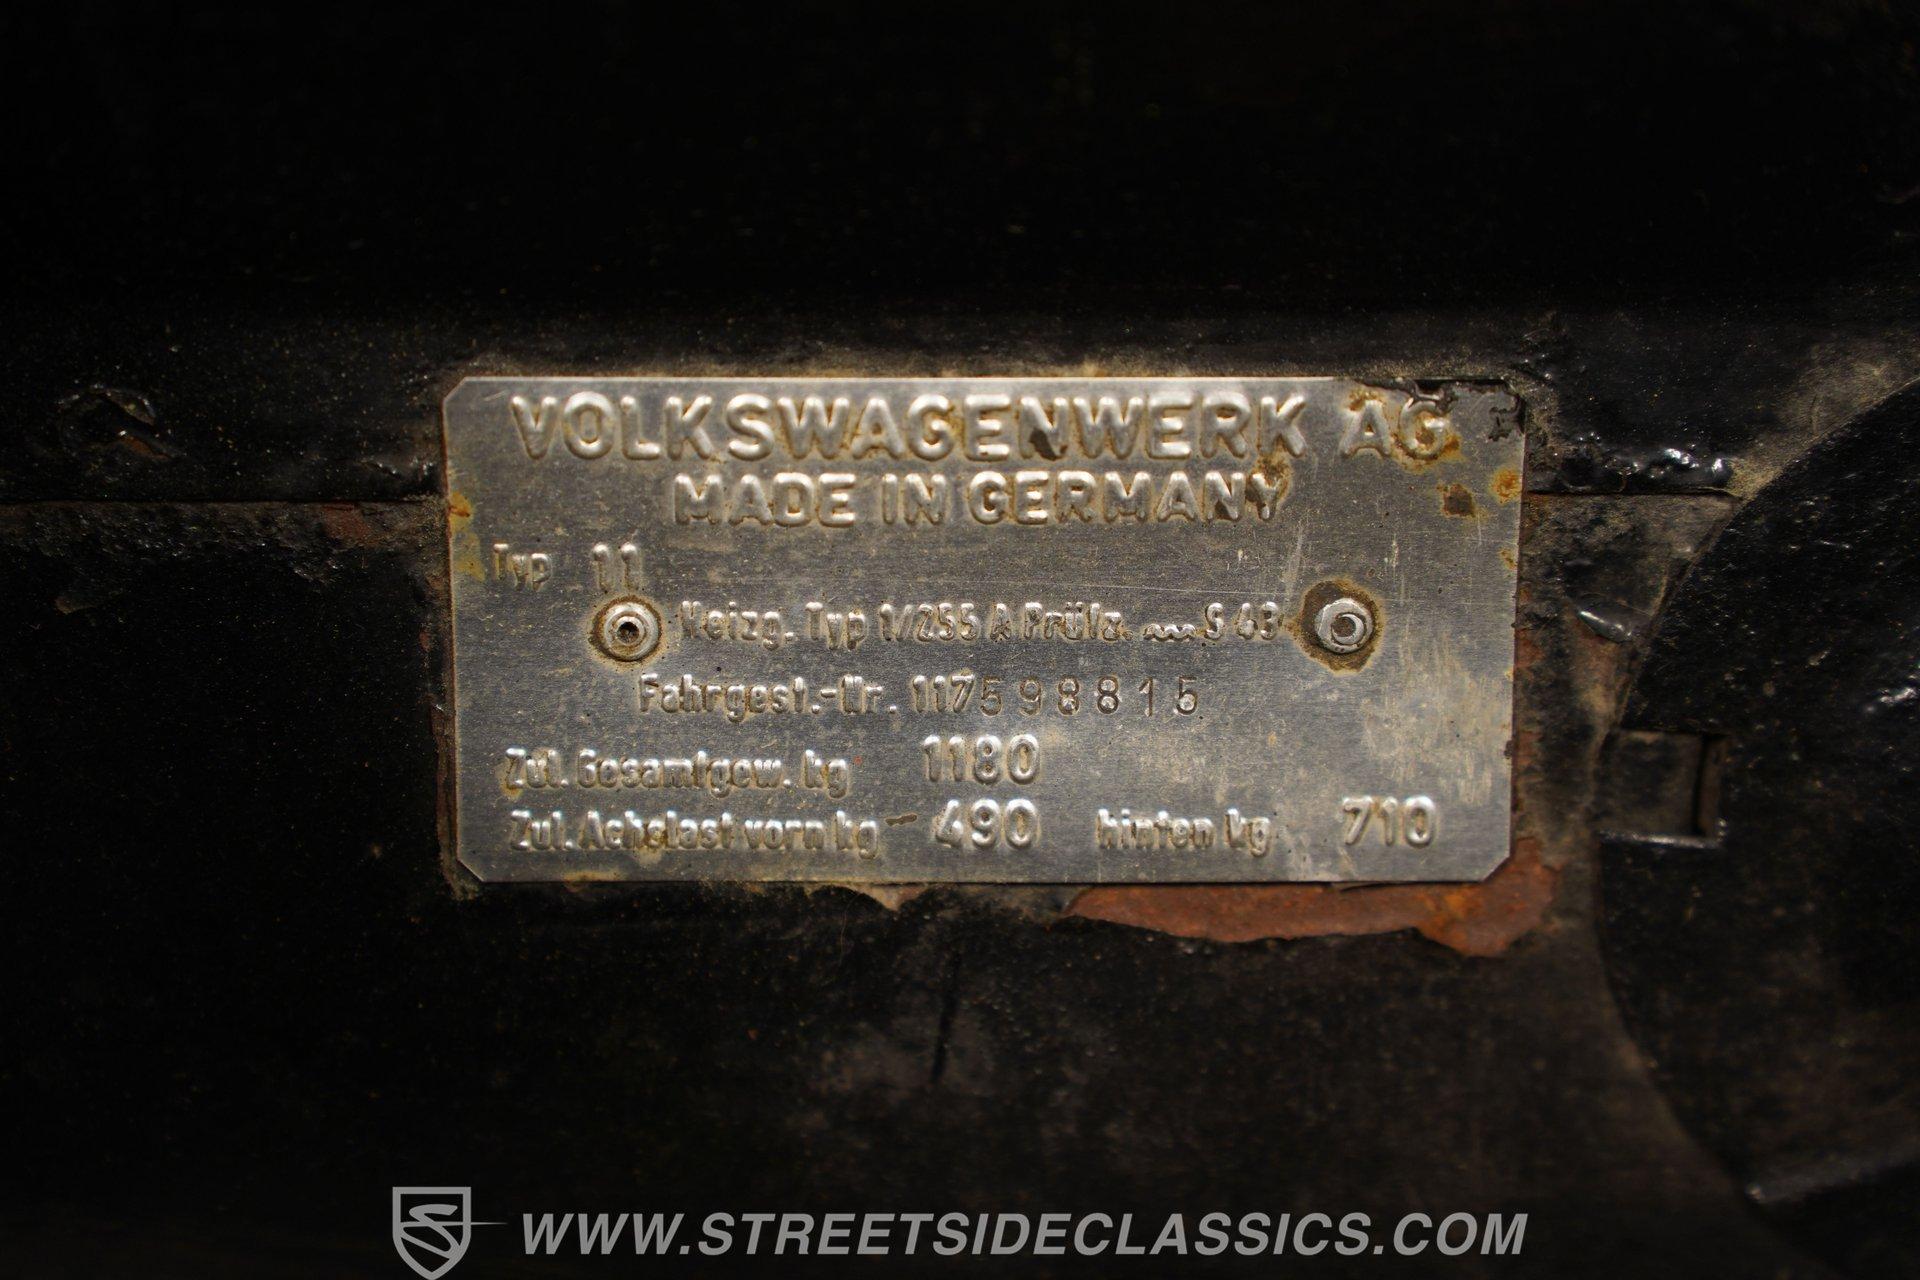 VOLKSWAGENWERK AG
MADE IN GERMANY
Typ 11
Heizg. Typ 1/255 A Prüfz. ~~~ S 43
Fahrgest.-Nr. 117598815
Zul. Gesamtgew. kg 1180
Zul. Achslast vorn kg 490 hinten kg 710
WWW.STREETSIDECLASSICS.COM